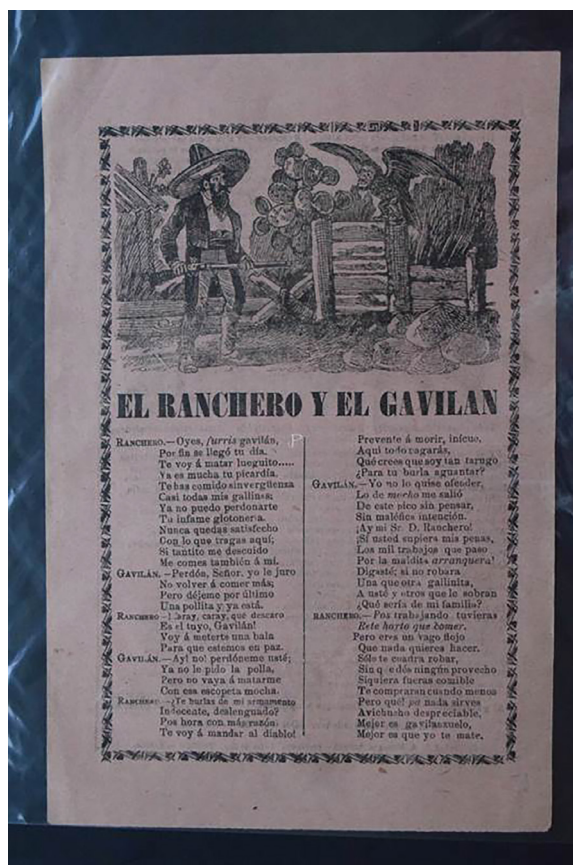 EL RANCHERO Y EL GAVILAN
RANCHERO.—Oyes, furris gavilán,
Por fin se llegó tu día.
Te voy á matar lueguito.....
Ya es mucha tu picardía.
Te has comido sinvergüenza
Casi todas mis gallinas;
Ya no puedo perdonarte
Tu infame glotonería.
Nunca quedas satisfecho
Con lo que tragas aquí;
Si tantito me descuido
Me comes también á mí.
GAVILÁN.—Perdón, Señor, yo le juro
No volver á comer más;
Pero déjeme por último
Una pollita y ya está.
RANCHERO—¡Caray, caray, qué descaro
Es el tuyo, Gavilán!
Voy á meterte una bala
Para que estemos en paz.
GAVILÁN.—Ay! no! perdóneme usté;
Ya no le pido la polla,
Pero no vaya á matarme
Con esa escopeta mocha.
RANCHERO—¿Te burlas de mi armamento
Indecente, deslenguado?
Pos hora con más razón
Te voy á mandar al diablo!
Prevente á morir, inícuo,
Aquí todo pagarás,
Qué crees que soy tan tarugo
¿Para tu burla aguantar?
GAVILÁN.—Yo no lo quise ofender,
Lo de mocho me salió
De este pico sin pensar,
Sin maléfica intención.
¡Ay mi Sr. D. Ranchero!
¡Si usted supiera mis penas,
Los mil trabajos que paso
Por la maldita arranquera!
Digasté; si no robara
Una que otra gallinita,
A usté y otros que le sobran
¿Qué sería de mi familia?
RANCHERO.—Pos trabajando tuvieras
Rete harto que komer,
Pero eres un vago flojo
Que nada quieres hacer.
Sólo te cuadra robar,
Sin que dés ningún provecho
Siquiera fueras comible
Te compraran cuando menos
Pero qué! pa nada sirves
Avichucho despreciable,
Mejor es gavilanzuelo,
Mejor es que yo te mate.